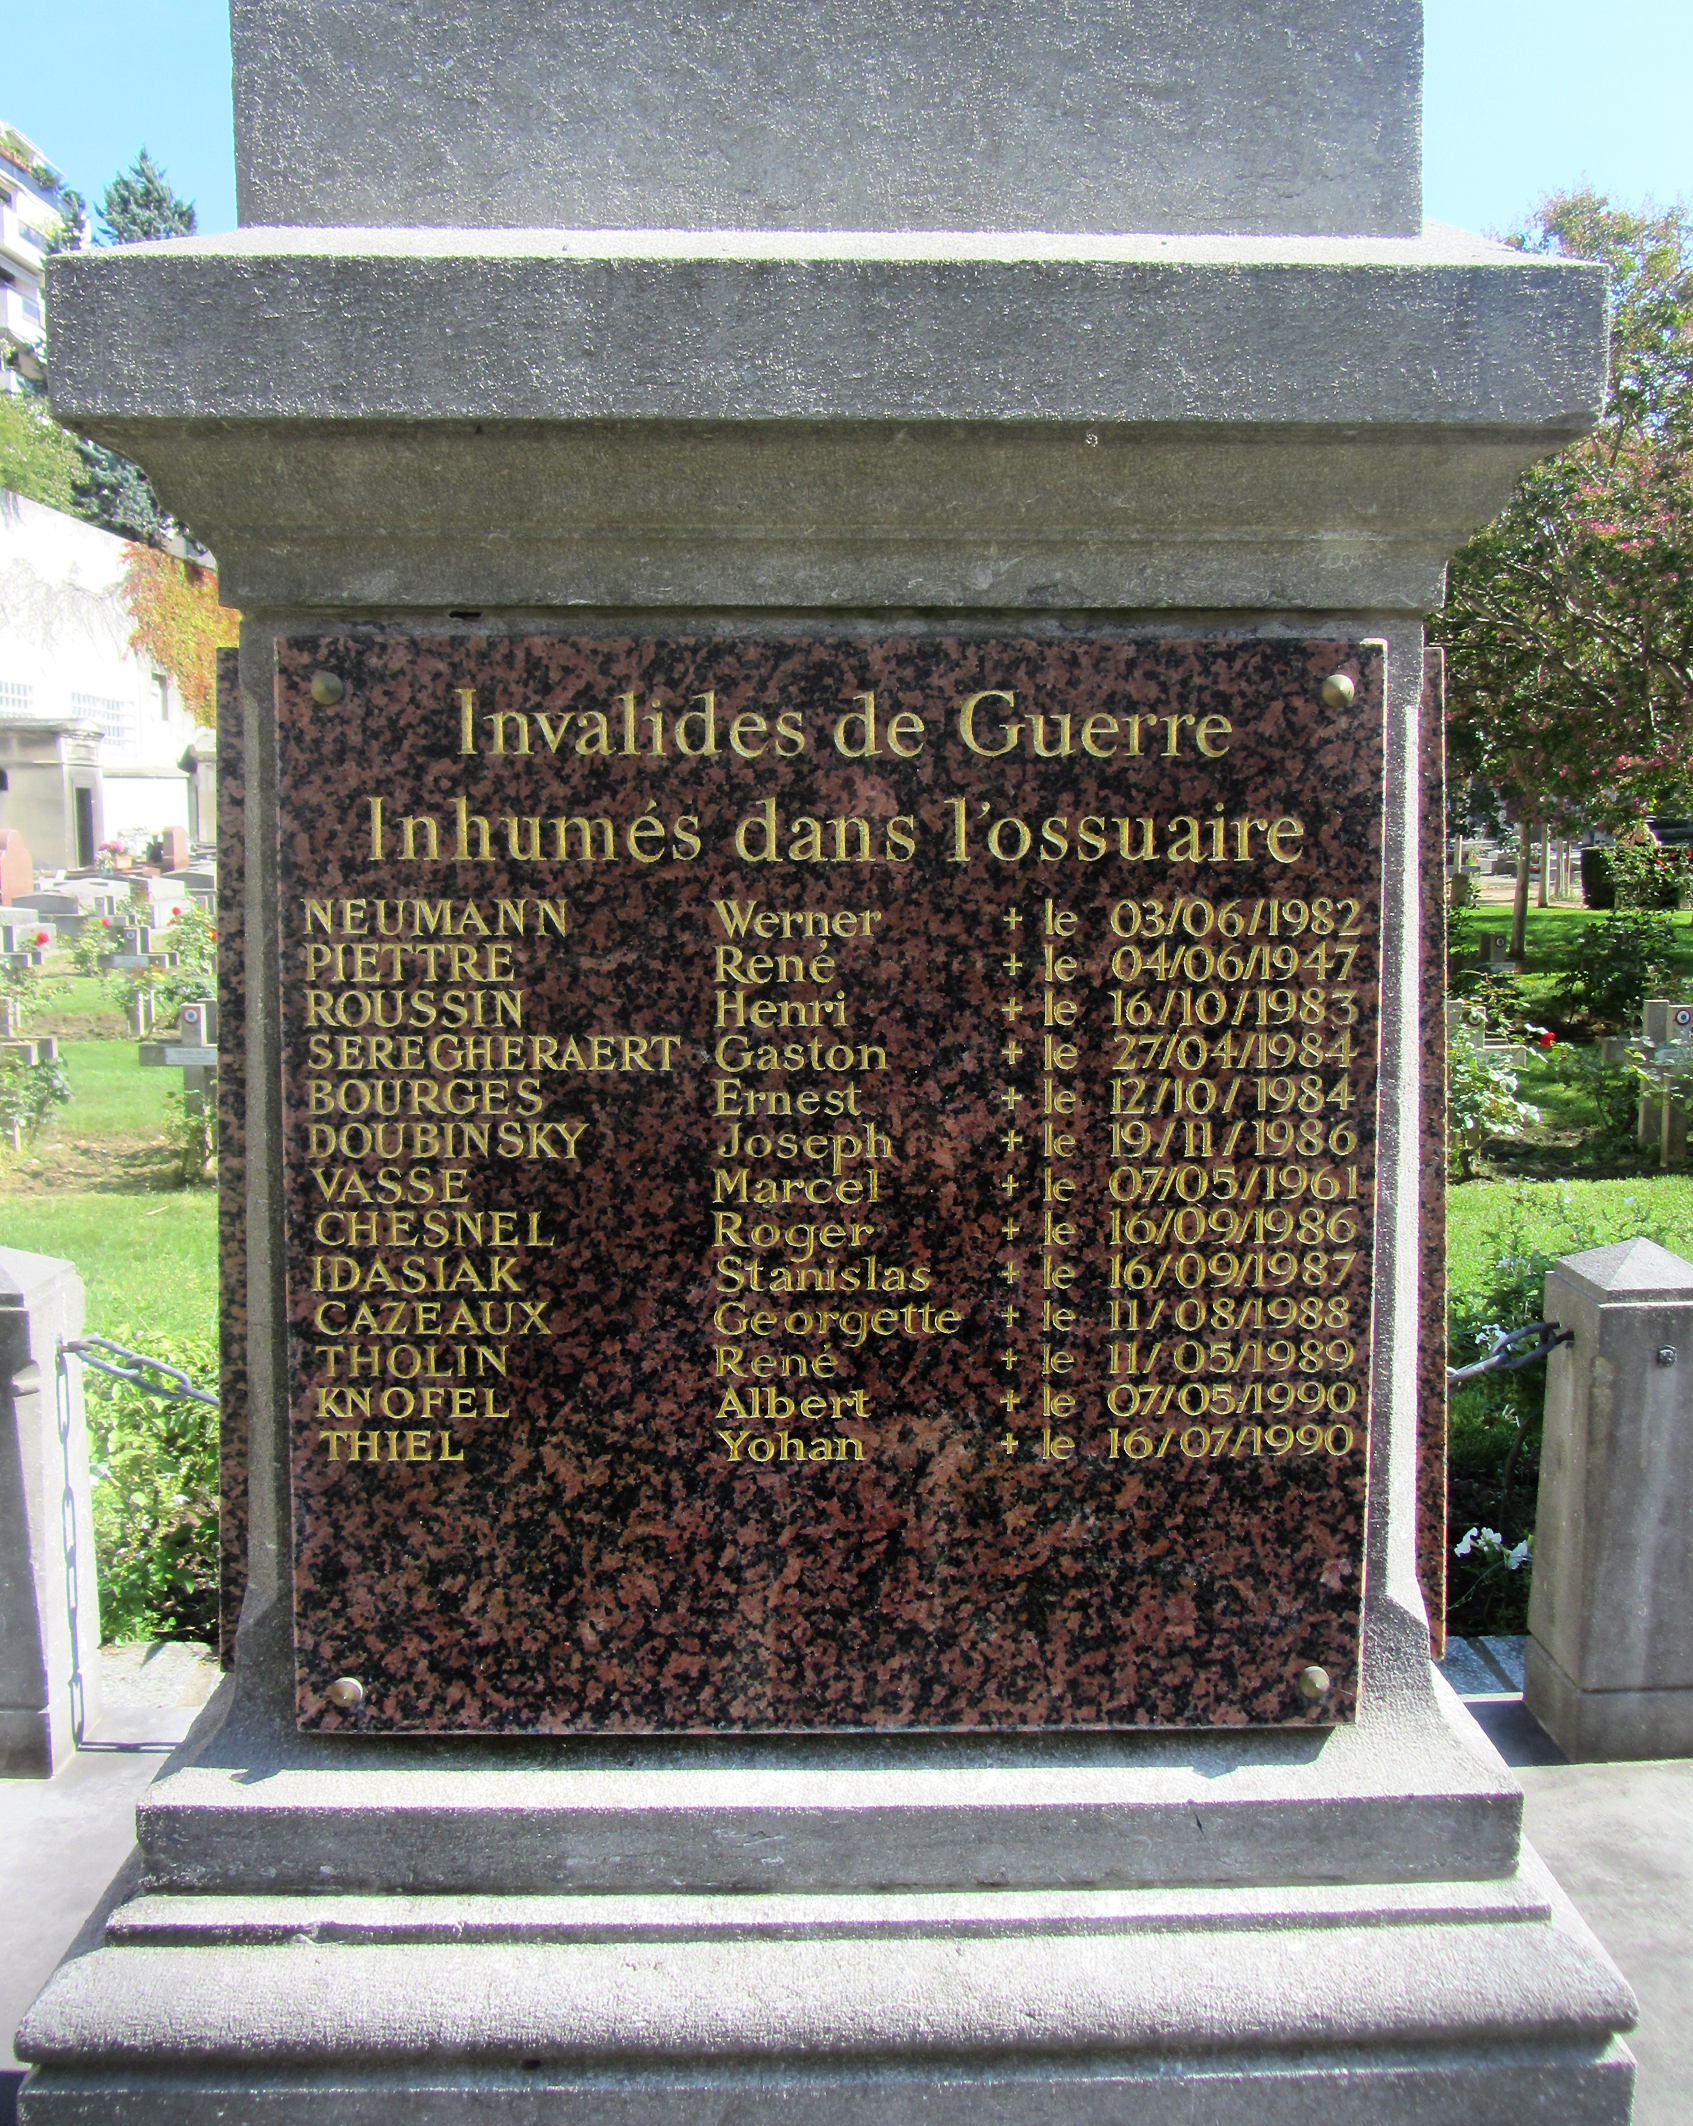 Invalides de Guerre
Inhumés dans l'ossuaire
NEUMANN Werner + le 03/06/1982
PIETTRE René + le 04/06/1947
ROUSSIN Henri + le 16/10/1983
SEREGHERAERT Gaston + le 27/04/1984
BOURGES Ernest + le 12/10/1984
DOUBINSKY Joseph + le 19/11/1986
VASSE Marcel + le 07/05/1961
CHESNEL Roger + le 16/09/1986
IDASIAK Stanislas + le 16/09/1987
CAZEAUX Georgette + le 11/08/1988
THOLIN René + le 11/05/1989
KNOFEL Albert + le 07/05/1990
THIEL Yohan + le 16/07/1990